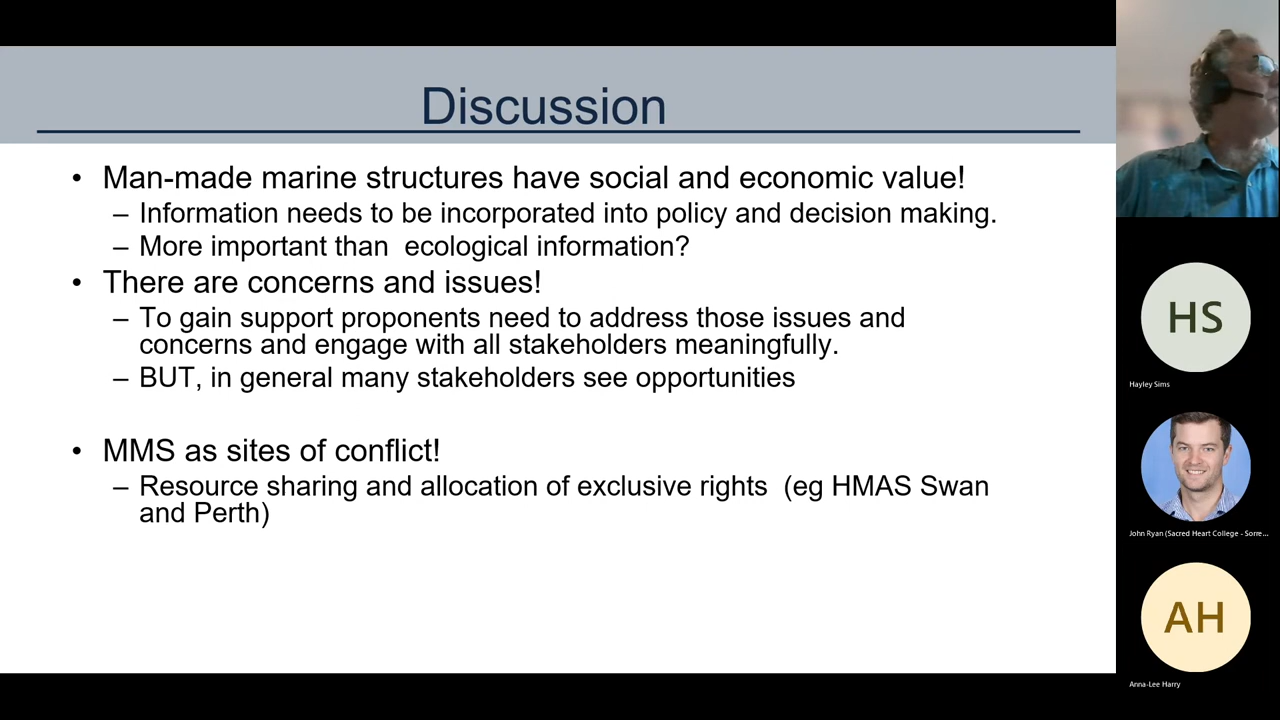 Discussion
• Man-made marine structures have social and economic value!
– Information needs to be incorporated into policy and decision making.
– More important than  ecological information?
• There are concerns and issues!
– To gain support proponents need to address those issues and
concerns and engage with all stakeholders meaningfully.
– BUT, in general many stakeholders see opportunities
• MMS as sites of conflict!
– Resource sharing and allocation of exclusive rights  (eg HMAS Swan
and Perth)
HS
Hayley Sims
John Ryan (Sacred Heart College - Sorre...
AH
Anna-Lee Harry